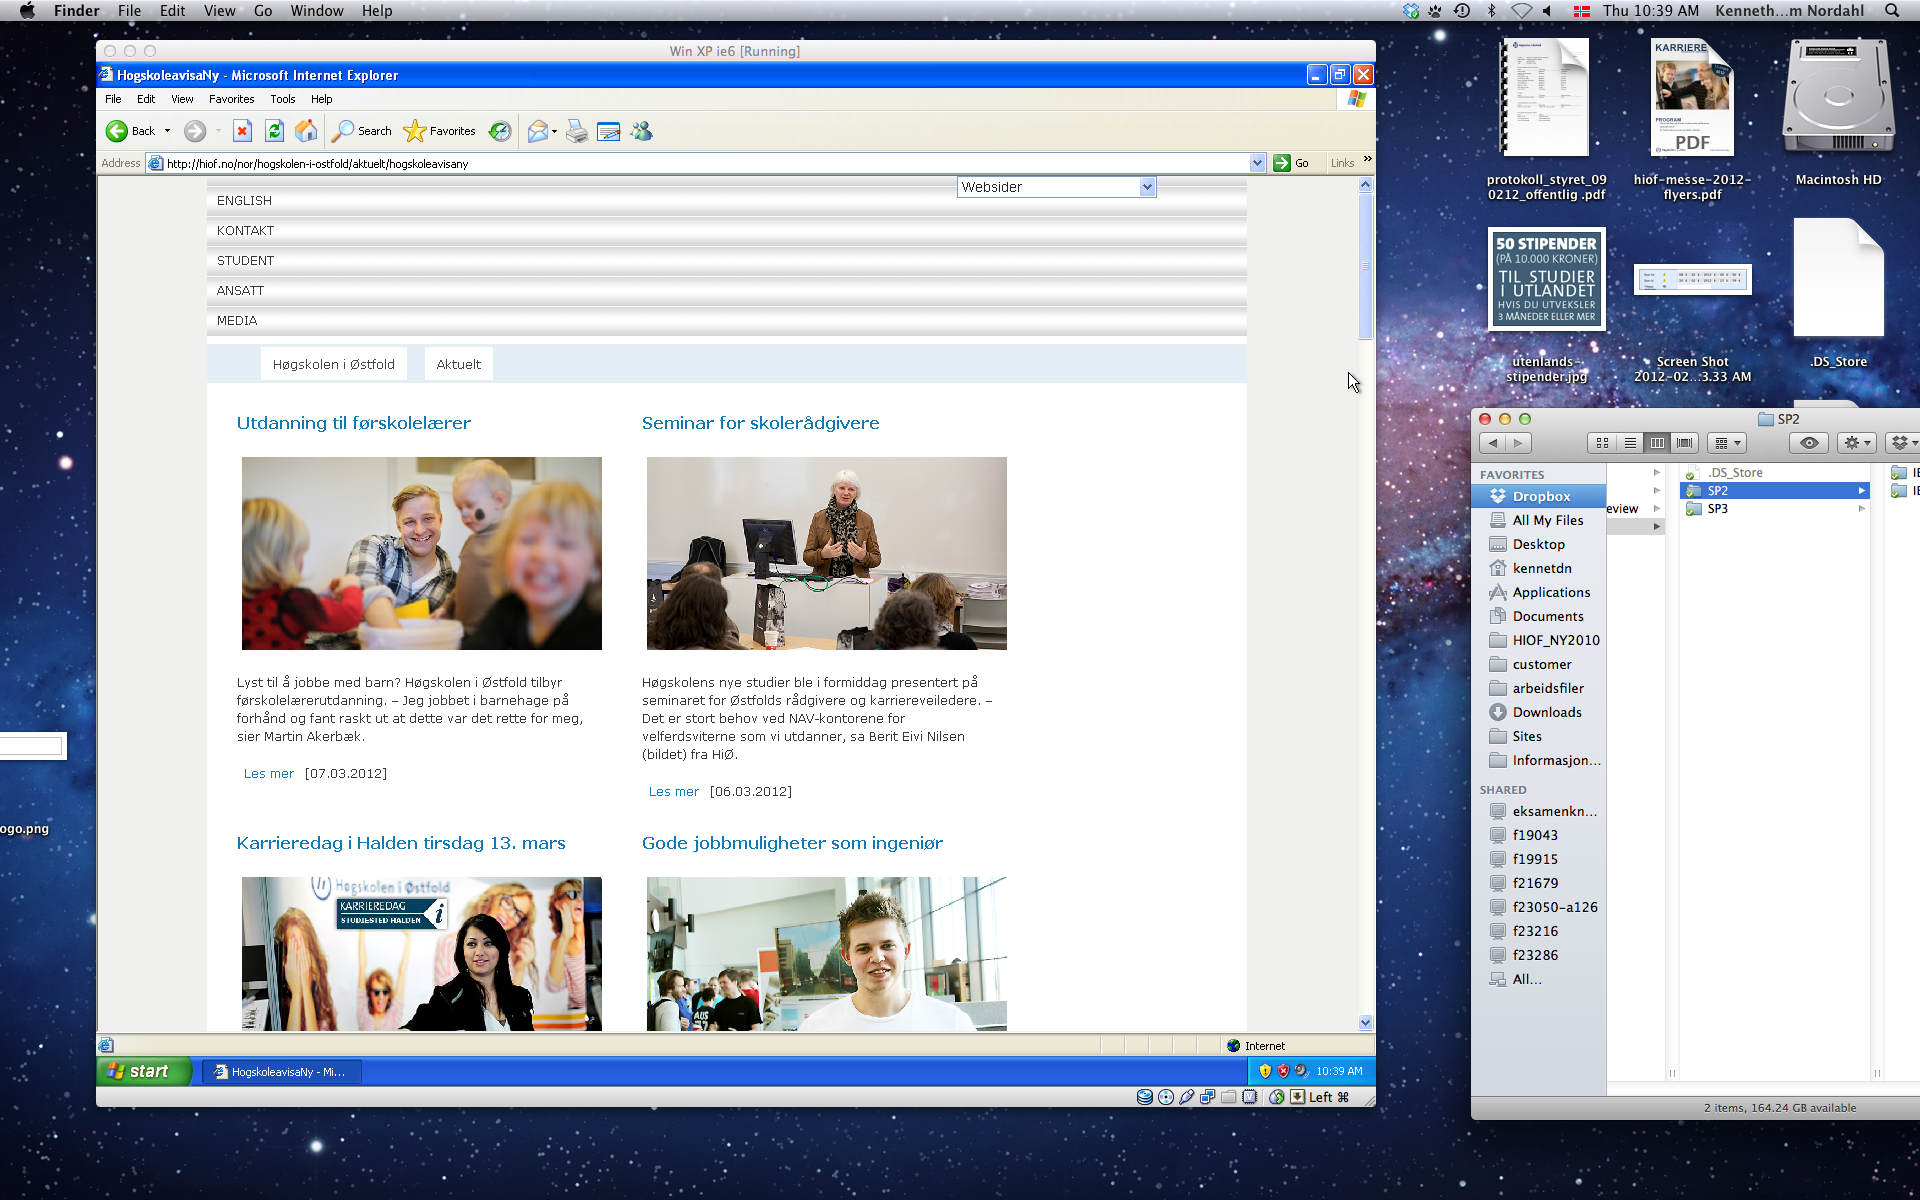 Finder File Edit View Go Window Help
Thu 10:39 AM Kenneth...m Nordahl
Win XP ie6 [Running]
HogskoleavisaNy - Microsoft Internet Explorer
File Edit View Favorites Tools Help
Back Search Favorites
Address http://hiof.no/nor/hogskolen-i-ostfold/aktuelt/hogskoleavisany Go Links »
Websider
ENGLISH
KONTAKT
STUDENT
ANSATT
MEDIA
Høgskolen i Østfold Aktuelt
Utdanning til førskolelærer
Lyst til å jobbe med barn? Høgskolen i Østfold tilbyr
førskolelærerutdanning. – Jeg jobbet i barnehage på
forhånd og fant raskt ut at dette var det rette for meg,
sier Martin Akerbæk.
Les mer [07.03.2012]
Seminar for skolerådgivere
Høgskolens nye studier ble i formiddag presentert på
seminaret for Østfolds rådgivere og karriereveiledere. –
Det er stort behov ved NAV-kontorene for
velferdsviterne som vi utdanner, sa Berit Eivi Nilsen
(bildet) fra HiØ.
Les mer [06.03.2012]
Karrieredag i Halden tirsdag 13. mars
Høgskolen i Østfold
KARRIEREDAG
STUDIESTED HALDEN
i
Gode jobbmuligheter som ingeniør
AUS
Internet
start HogskoleavisaNy - Mi... 10:39 AM
Left ⌘
ogo.png
protokoll_styret_09
0212_offentlig .pdf
KARRIERE
2012
PROGRAM
PDF
hiof-messe-2012-
flyers.pdf
Macintosh HD
50 STIPENDER
(PÅ 10.000 KRONER)
TIL STUDIER
I UTLANDET
HVIS DU UTVEKSLER
3 MÅNEDER ELLER MER
utenlands-
stipender.jpg
Screen Shot
2012-02...3.33 AM
.DS_Store
SP2
FAVORITES
Dropbox
All My Files
Desktop
kennetdn
Applications
Documents
HIOF_NY2010
customer
arbeidsfiler
Downloads
Sites
Informasjon...
SHARED
eksamenkn...
f19043
f19915
f21679
f23050-a126
f23216
f23286
All...
eview
.DS_Store
SP2
SP3
IE
IE
2 items, 164.24 GB available